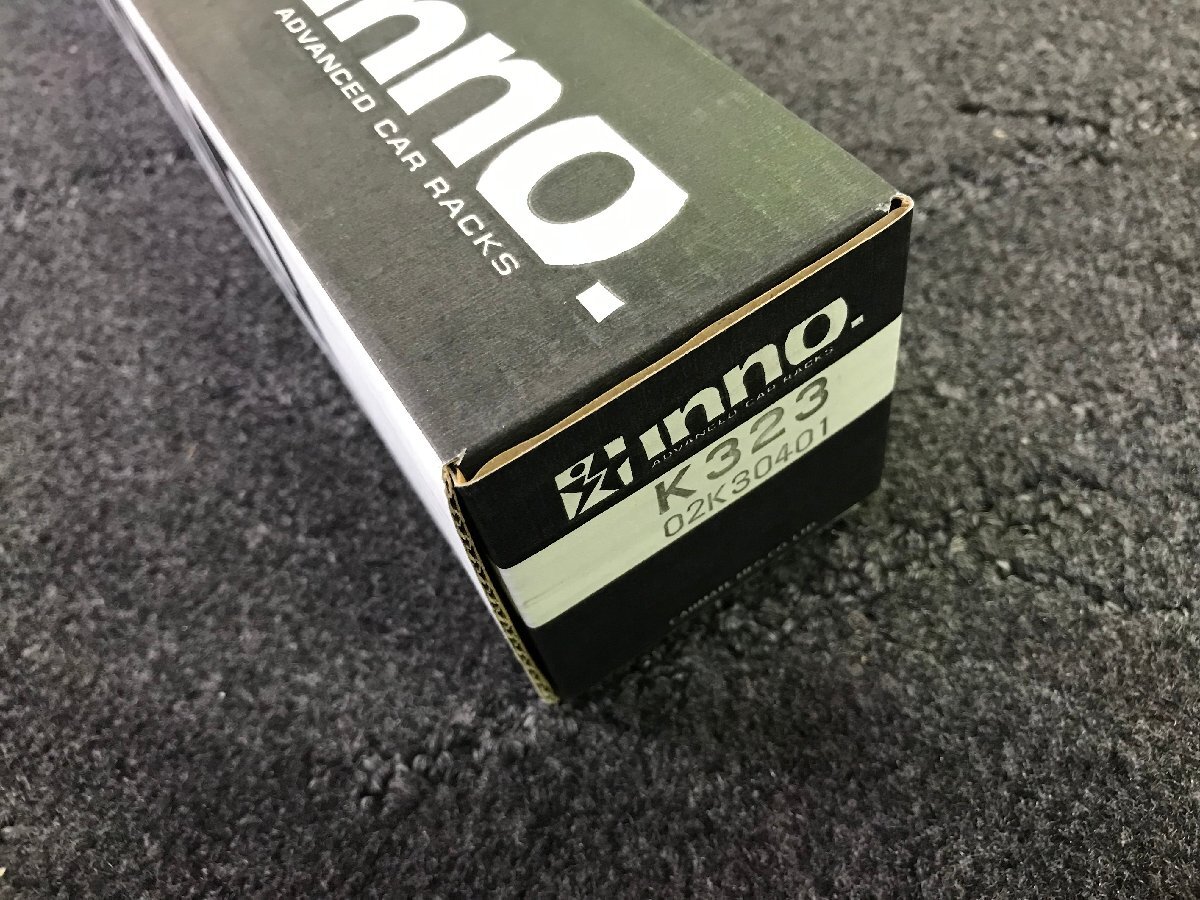 inno.
ADVANCED CAR RACKS
inno.
ADVANCED CAR RACKS
K323
02K30401